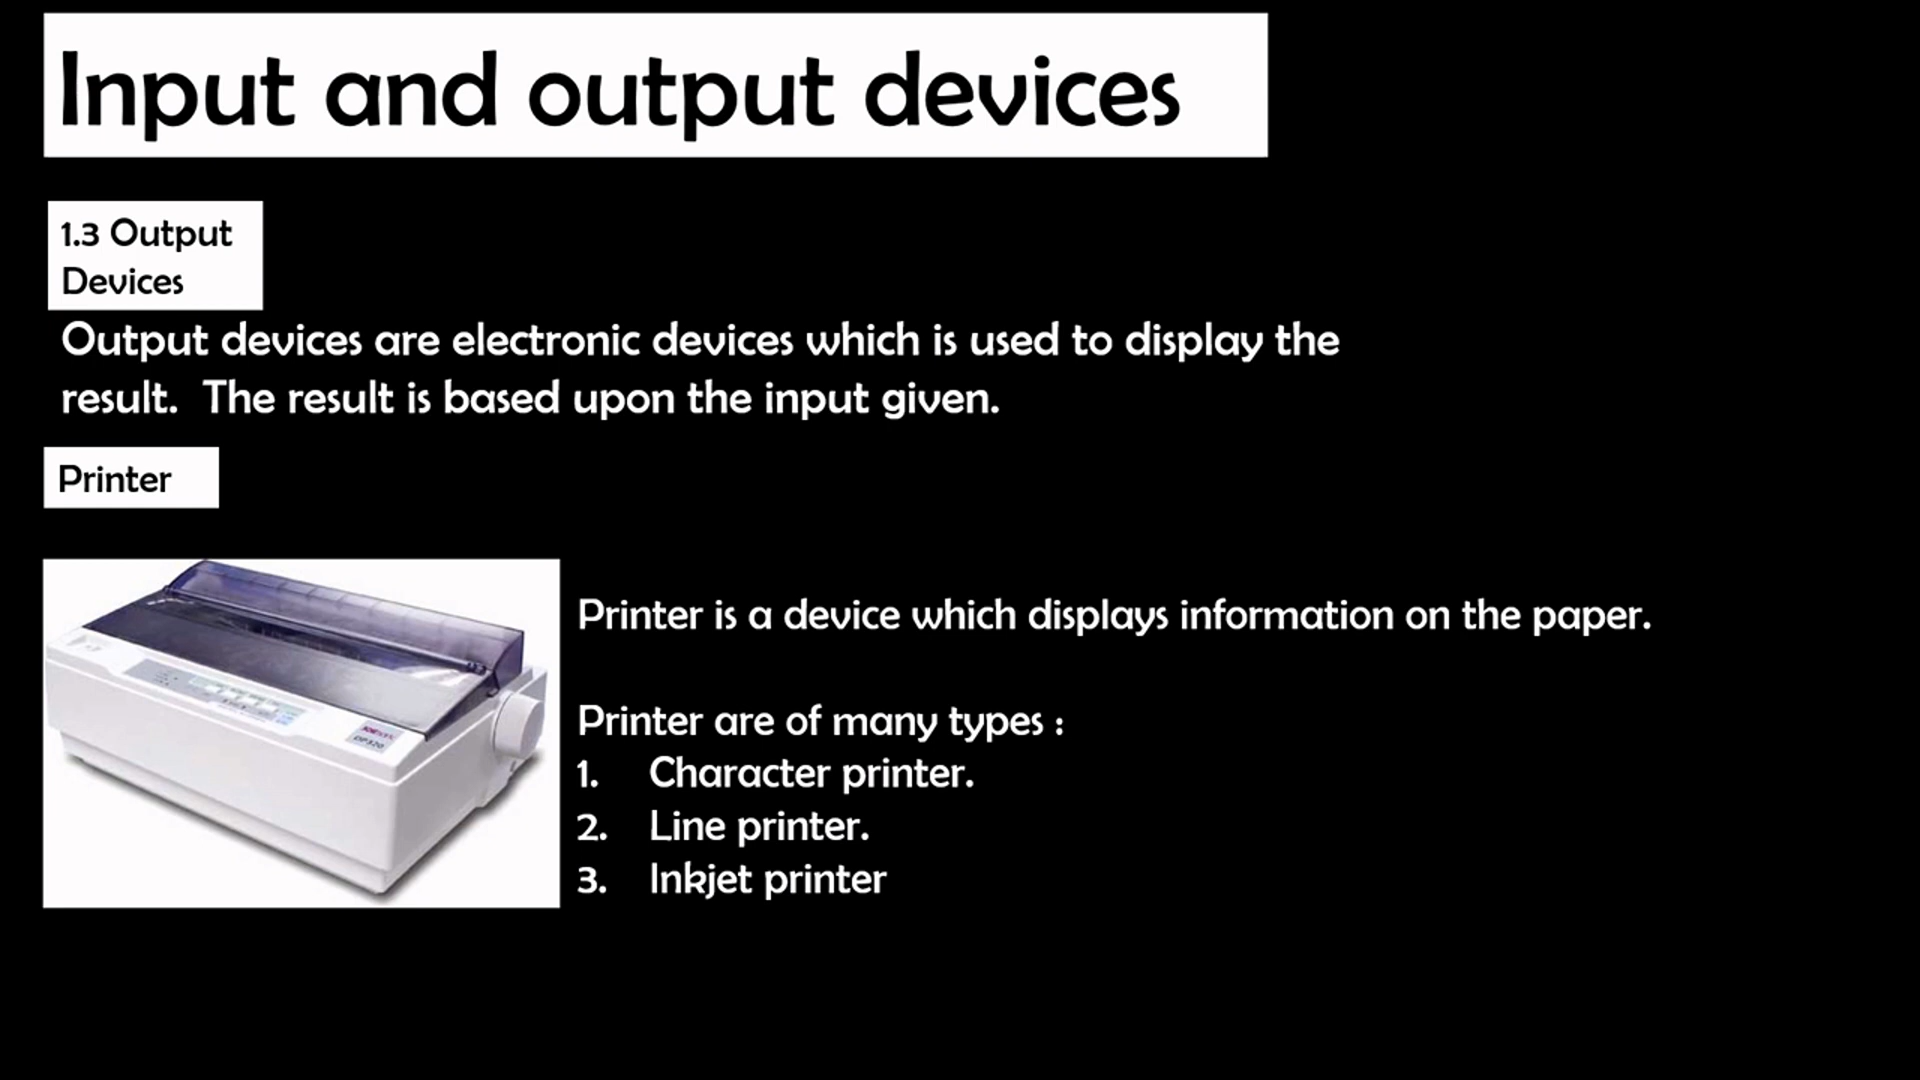 Input and output devices
1.3 Output
Devices
Output devices are electronic devices which is used to display the
result. The result is based upon the input given.
Printer
Printer is a device which displays information on the paper.
Printer are of many types :
1. Character printer.
2. Line printer.
3. Inkjet printer